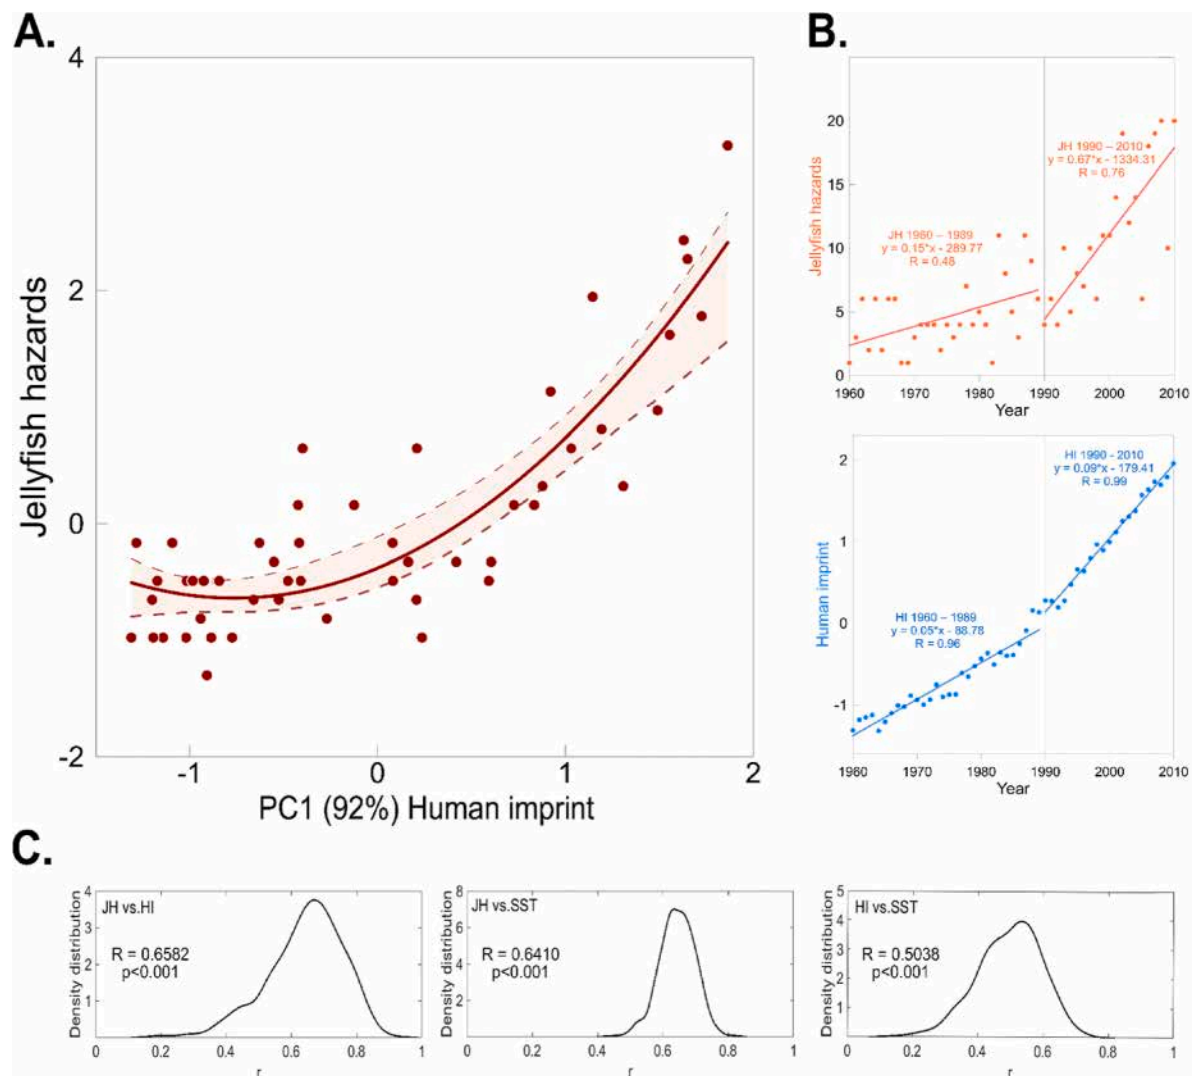 A.
4
2
0
-2
Jellyfish hazards
-1
0
1
2
PC1 (92%) Human imprint
B.
20
15
10
5
0
Jellyfish hazards
JH 1990 – 2010
y = 0.67*x - 1334.31
R = 0.76
JH 1960 – 1989
y = 0.15*x - 289.77
R = 0.48
1960
1970
1980
1990
2000
2010
Year
2
1
0
-1
Human imprint
HI 1990 - 2010
y = 0.09*x - 179.41
R = 0.99
HI 1960 – 1989
y = 0.05*x - 88.78
R = 0.96
1960
1970
1980
1990
2000
2010
Year
C.
4
3
2
1
Density distribution
JH vs.HI
R = 0.6582
p<0.001
0
0.2
0.4
0.6
0.8
1
r
8
6
4
2
Density distribution
JH vs.SST
R = 0.6410
p<0.001
0
0.2
0.4
0.6
0.8
1
r
5
4
3
2
1
Density distribution
HI vs.SST
R = 0.5038
p<0.001
0
0.2
0.4
0.6
0.8
1
r